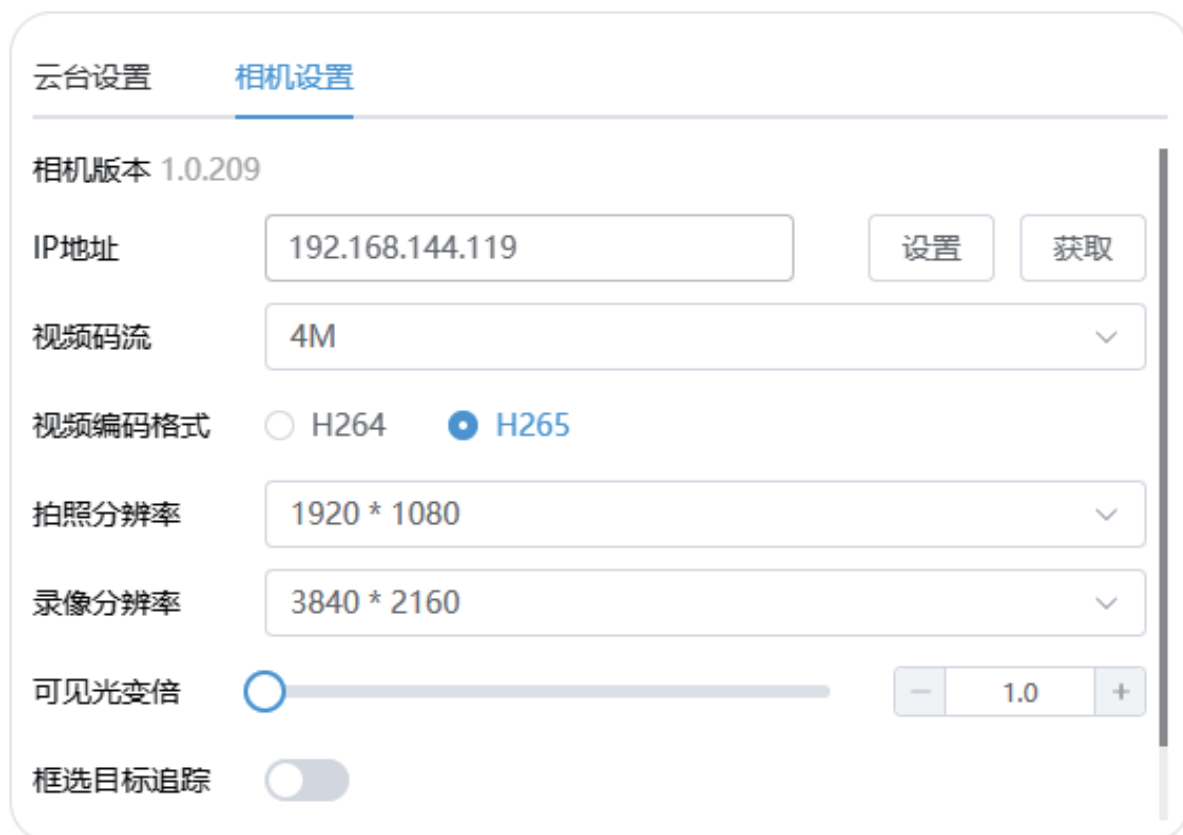 云台设置 相机设置
相机版本 1.0.209
IP地址 192.168.144.119 设置 获取
视频码流 4M
视频编码格式 H264 H265
拍照分辨率 1920 * 1080
录像分辨率 3840 * 2160
可见光变倍 − 1.0 +
框选目标追踪